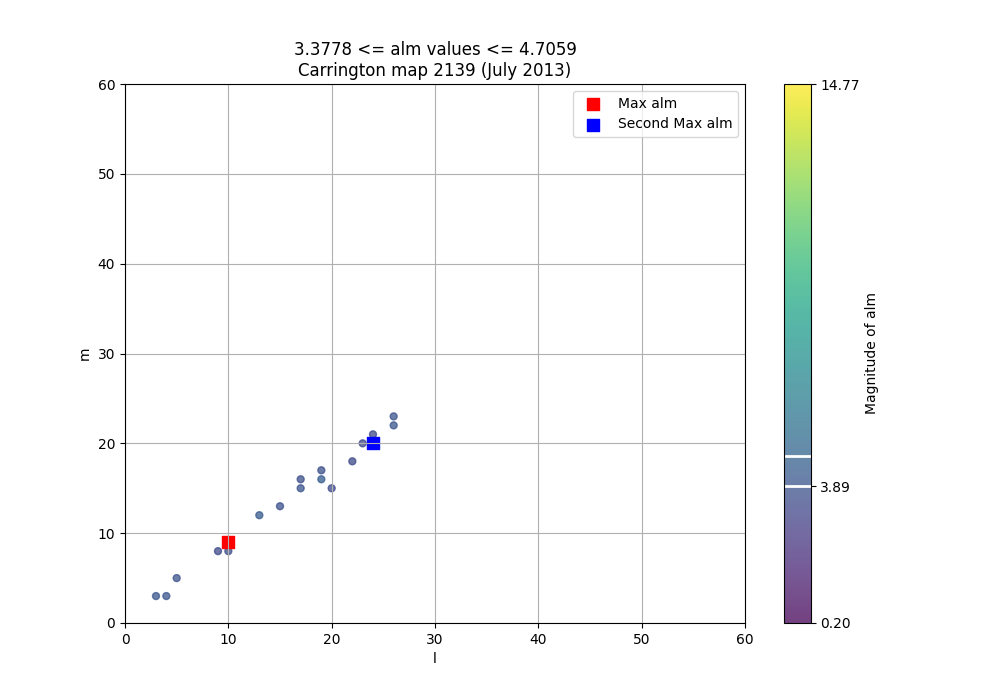 3.3778 <= alm values <= 4.7059
Carrington map 2139 (July 2013)
Max alm
Second Max alm
60
50
40
30
20
10
0
m
0 10 20 30 40 50 60
l
14.77
3.89
0.20
Magnitude of alm